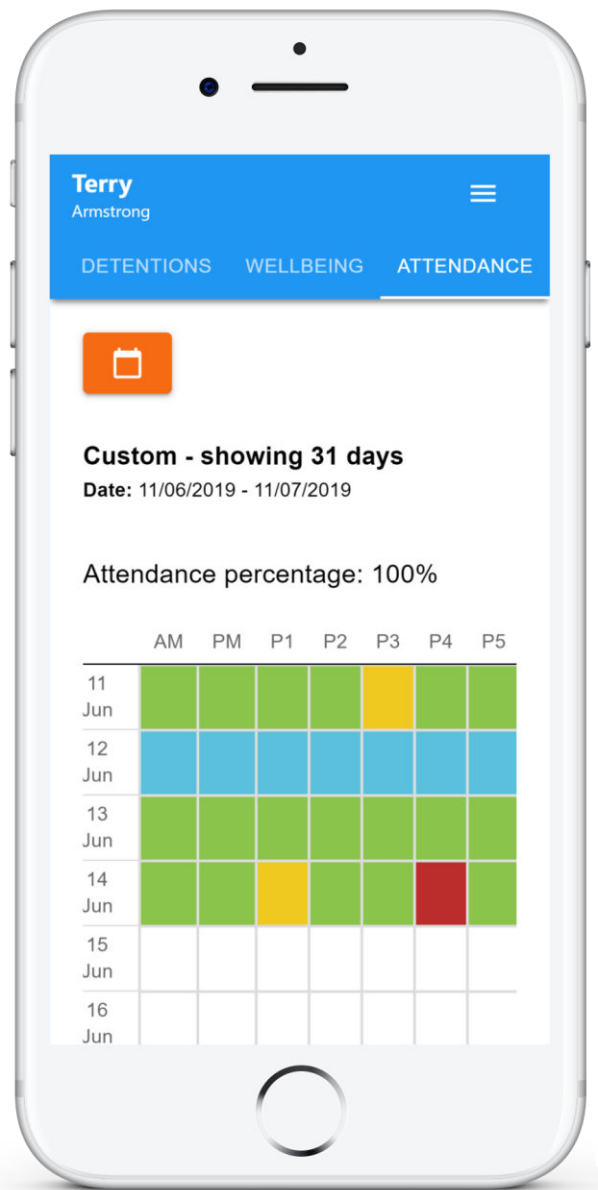 Terry
Armstrong
DETENTIONS WELLBEING ATTENDANCE
Custom - showing 31 days
Date: 11/06/2019 - 11/07/2019
Attendance percentage: 100%
AM PM P1 P2 P3 P4 P5
11
Jun
12
Jun
13
Jun
14
Jun
15
Jun
16
Jun